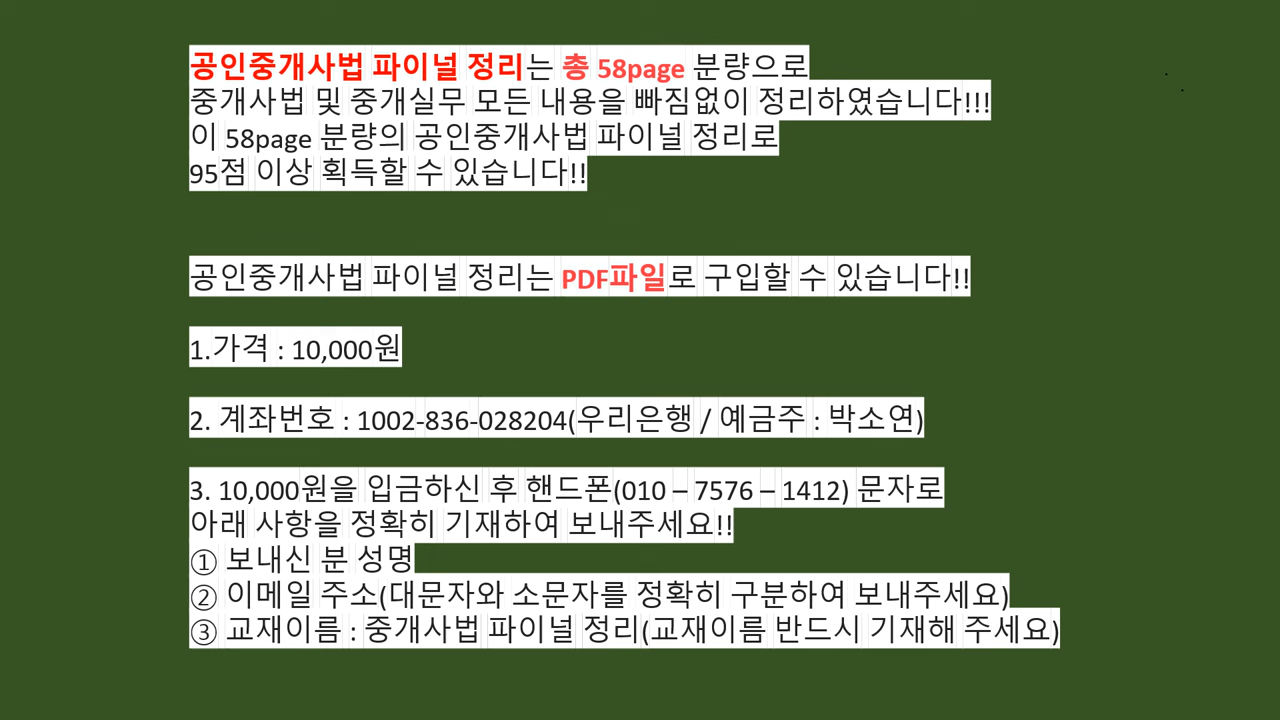 공인중개사법 파이널 정리는 총 58page 분량으로
중개사법 및 중개실무 모든 내용을 빠짐없이 정리하였습니다!!!
이 58page 분량의 공인중개사법 파이널 정리로
95점 이상 획득할 수 있습니다!!
공인중개사법 파이널 정리는 PDF파일로 구입할 수 있습니다!!
1.가격 : 10,000원
2. 계좌번호 : 1002-836-028204(우리은행 / 예금주 : 박소연)
3. 10,000원을 입금하신 후 핸드폰(010 – 7576 – 1412) 문자로
아래 사항을 정확히 기재하여 보내주세요!!
① 보내신 분 성명
② 이메일 주소(대문자와 소문자를 정확히 구분하여 보내주세요)
③ 교재이름 : 중개사법 파이널 정리(교재이름 반드시 기재해 주세요)